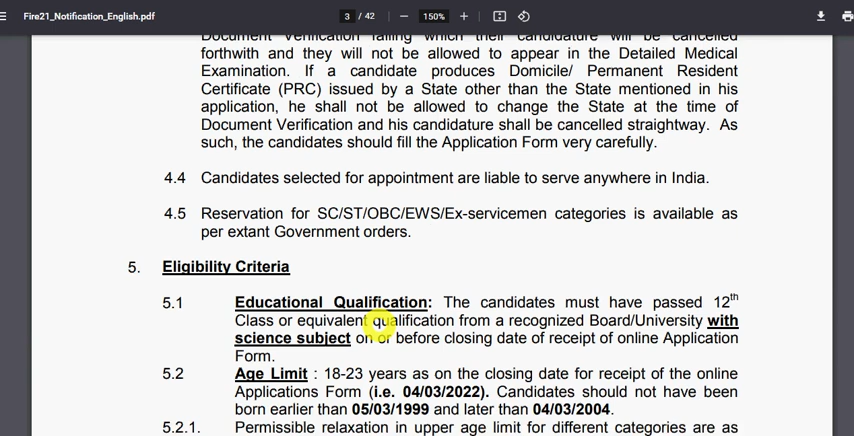 Fire21_Notification_English.pdf
3 / 42
150%
Document Verification failing which their candidature will be cancelled
forthwith and they will not be allowed to appear in the Detailed Medical
Examination. If a candidate produces Domicile/ Permanent Resident
Certificate (PRC) issued by a State other than the State mentioned in his
application, he shall not be allowed to change the State at the time of
Document Verification and his candidature shall be cancelled straightway. As
such, the candidates should fill the Application Form very carefully.
4.4 Candidates selected for appointment are liable to serve anywhere in India.
4.5 Reservation for SC/ST/OBC/EWS/Ex-servicemen categories is available as
per extant Government orders.
5. Eligibility Criteria
5.1 Educational Qualification: The candidates must have passed 12th
Class or equivalent qualification from a recognized Board/University with
science subject on or before closing date of receipt of online Application
Form.
5.2 Age Limit : 18-23 years as on the closing date for receipt of the online
Applications Form (i.e. 04/03/2022). Candidates should not have been
born earlier than 05/03/1999 and later than 04/03/2004.
5.2.1. Permissible relaxation in upper age limit for different categories are as